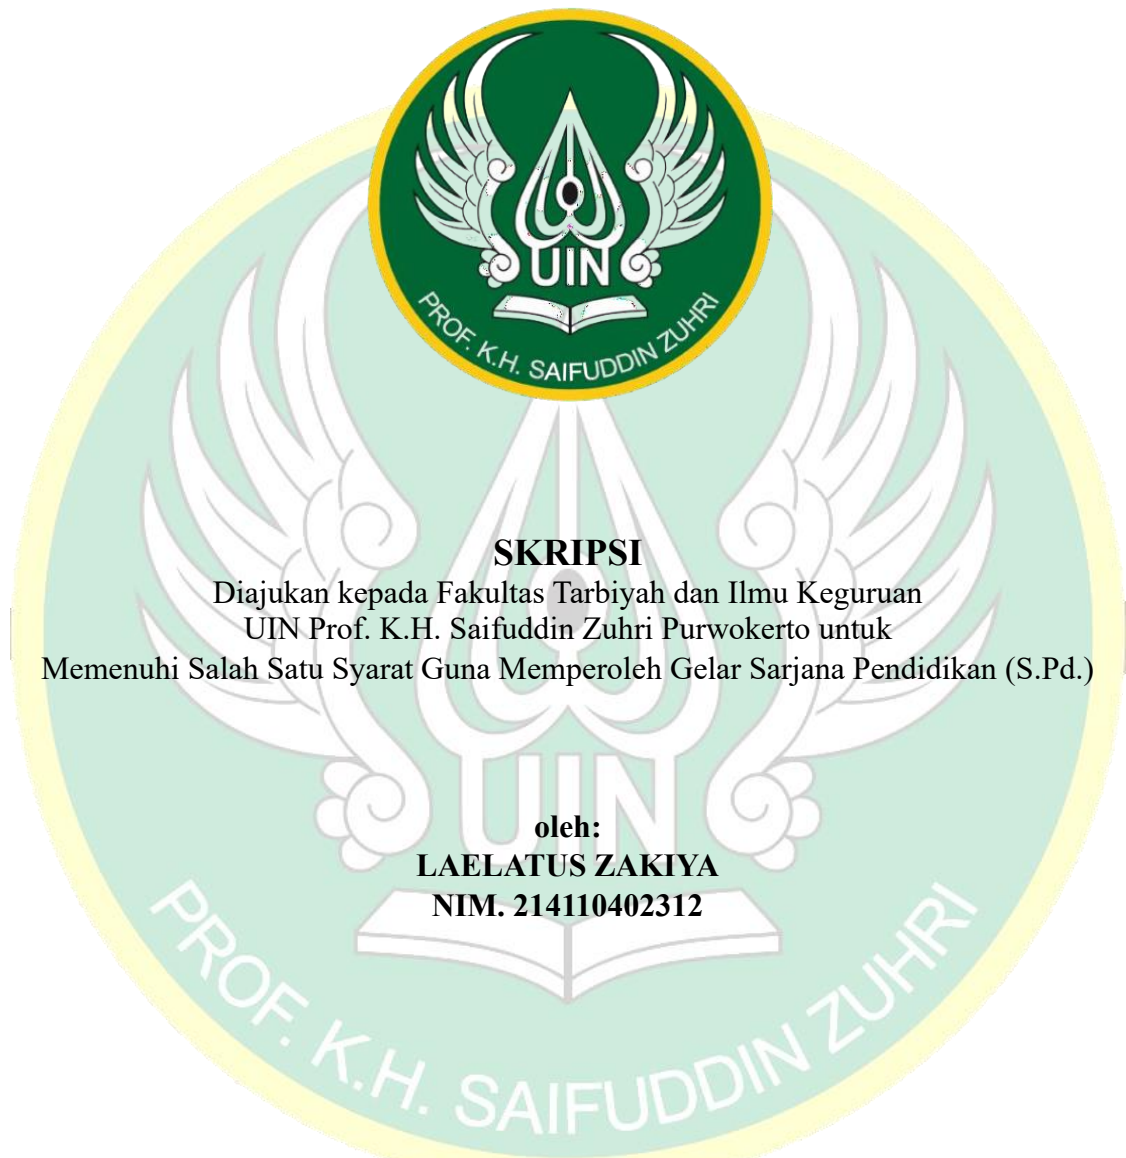 UIN
PROF. K.H. SAIFUDDIN ZUHRI
SKRIPSI
Diajukan kepada Fakultas Tarbiyah dan Ilmu Keguruan
UIN Prof. K.H. Saifuddin Zuhri Purwokerto untuk
Memenuhi Salah Satu Syarat Guna Memperoleh Gelar Sarjana Pendidikan (S.Pd.)
UIN
oleh:
LAELATUS ZAKIYA
NIM. 214110402312
PROF. K.H. SAIFUDDIN ZUHRI